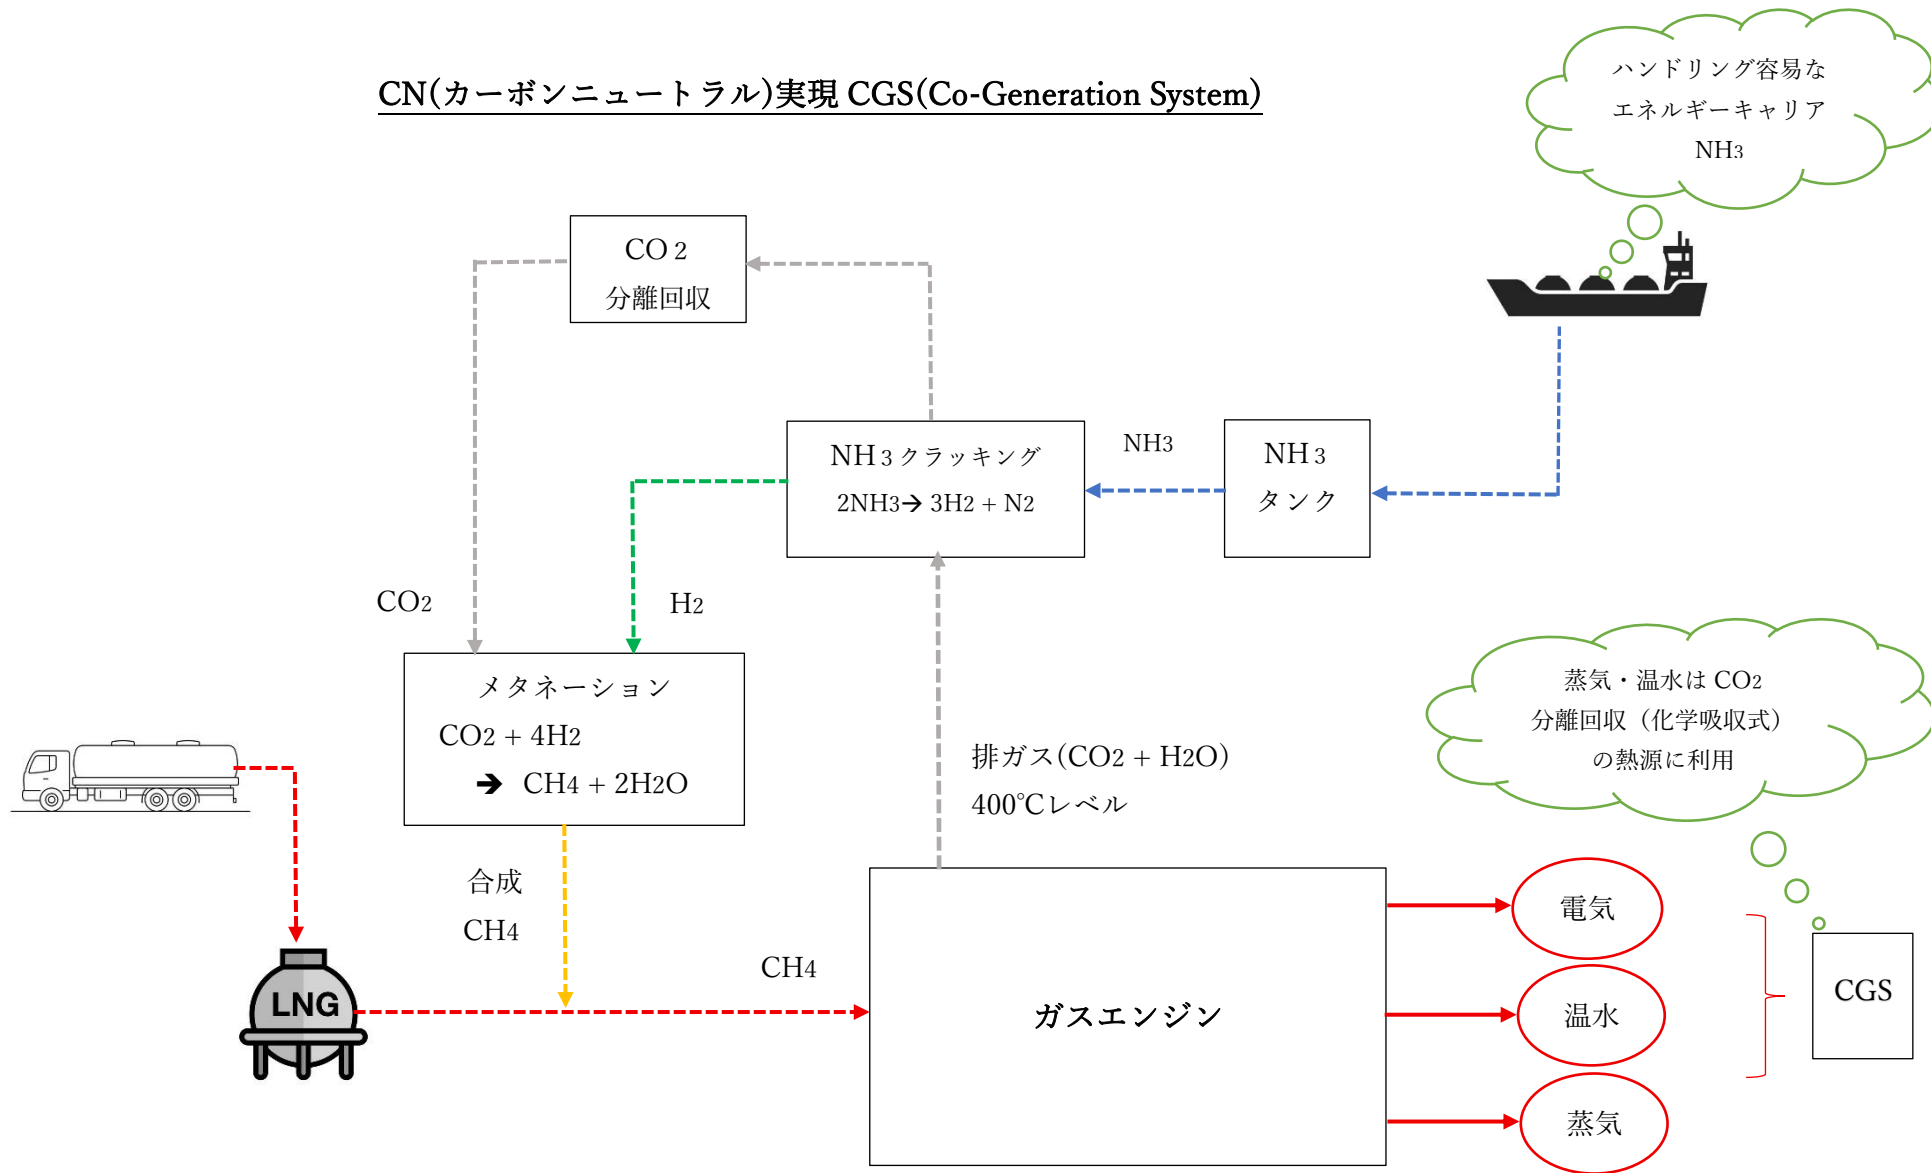 CN(カーボンニュートラル)実現 CGS(Co-Generation System)
ハンドリング容易な
エネルギーキャリア
NH3
CO 2
分離回収
NH 3 クラッキング
2NH3→ 3H2 + N2
NH3
NH 3
タンク
CO2
H2
メタネーション
CO2 + 4H2
→ CH4 + 2H2O
排ガス(CO2 + H2O)
400℃レベル
蒸気・温水は CO2
分離回収（化学吸収式）
の熱源に利用
合成
CH4
CH4
LNG
ガスエンジン
電気
温水
蒸気
CGS